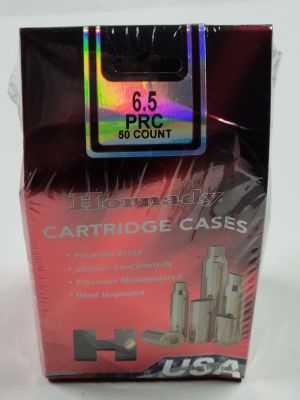 6.5
PRC
50 COUNT
Hornady
CARTRIDGE CASES
• Premium Brass
• Uniform Concentricity
• Precision Manufactured
• Hand Inspected
H
USA